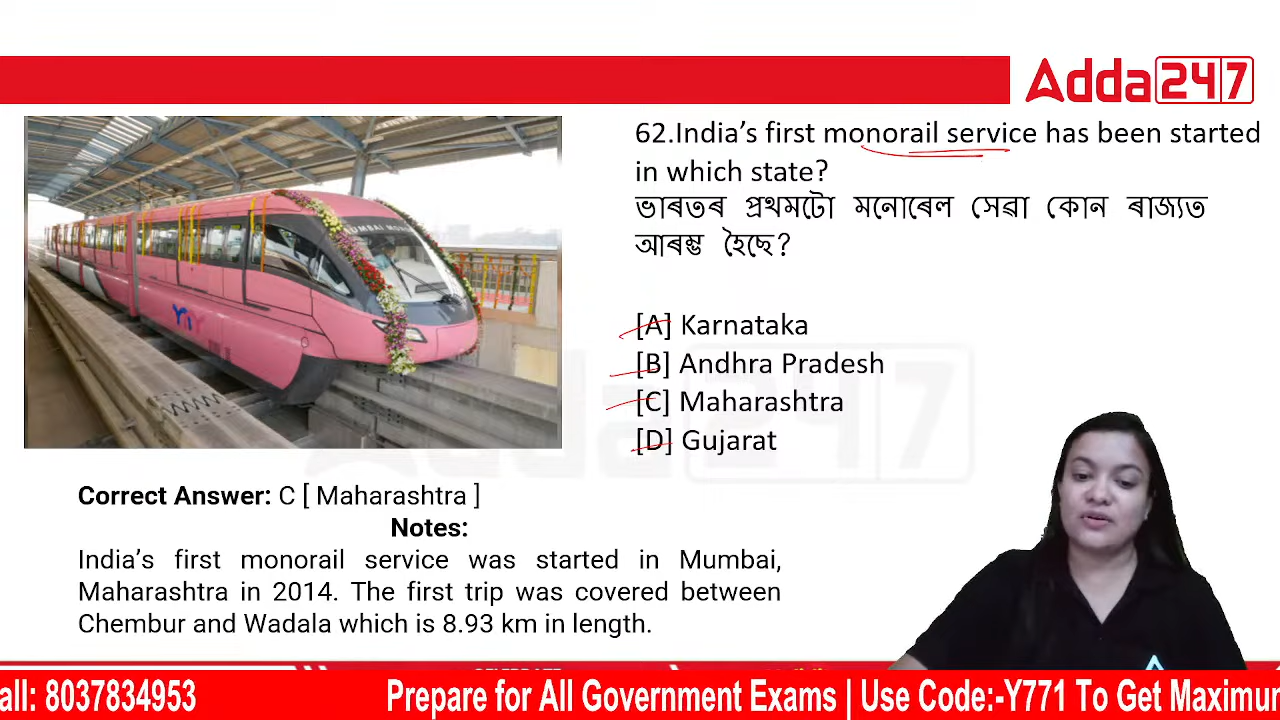 Adda247
62.India's first monorail service has been started
in which state?
ভাৰতৰ প্ৰথমটো মনোৰেল সেৱা কোন ৰাজ্যত
আৰম্ভ হৈছে?
[A] Karnataka
[B] Andhra Pradesh
[C] Maharashtra
[D] Gujarat
Correct Answer: C [ Maharashtra ]
Notes:
India's first monorail service was started in Mumbai,
Maharashtra in 2014. The first trip was covered between
Chembur and Wadala which is 8.93 km in length.
all: 8037834953 Prepare for All Government Exams | Use Code:-Y771 To Get Maximu